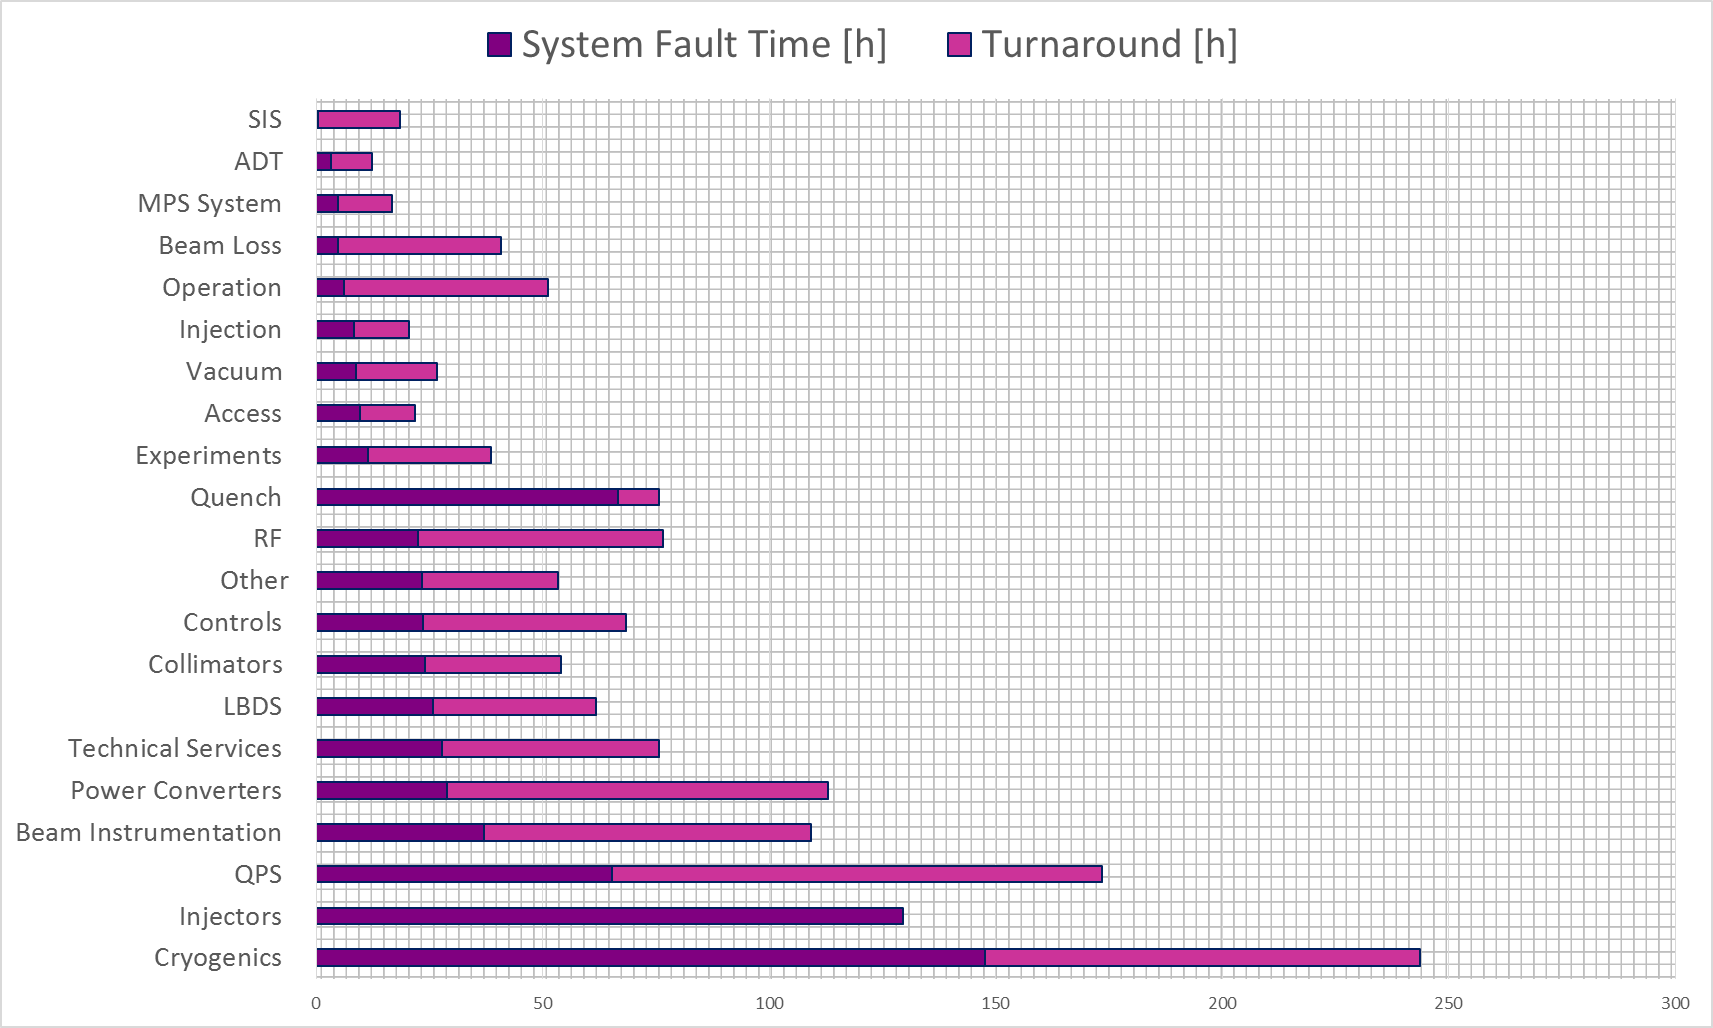 System Fault Time [h] Turnaround [h]
SIS
ADT
MPS System
Beam Loss
Operation
Injection
Vacuum
Access
Experiments
Quench
RF
Other
Controls
Collimators
LBDS
Technical Services
Power Converters
Beam Instrumentation
QPS
Injectors
Cryogenics
0 50 100 150 200 250 300